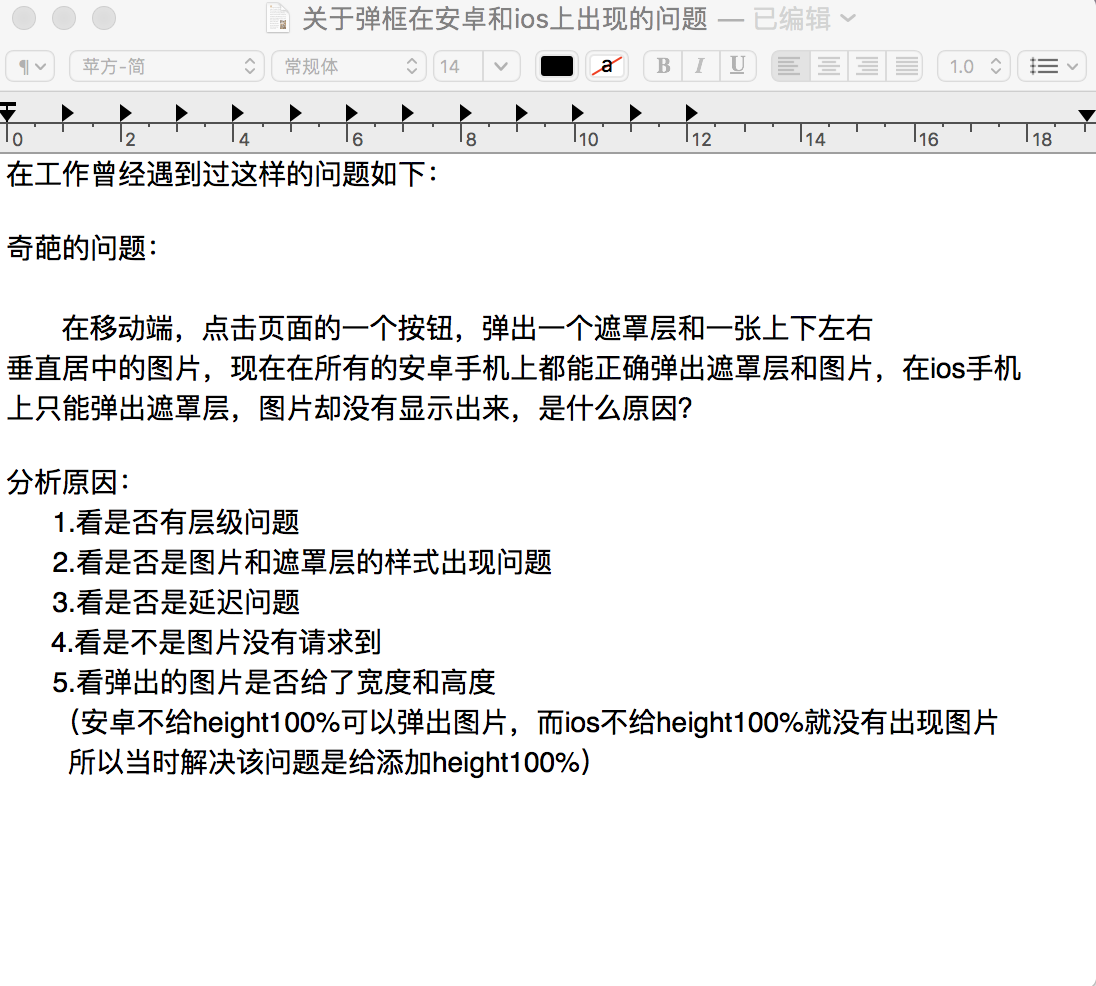 关于弹框在安卓和ios上出现的问题 — 已编辑
¶ 苹方-简 常规体 14 a B I U 1.0
0 2 4 6 8 10 12 14 16 18
在工作曾经遇到过这样的问题如下：
奇葩的问题：
在移动端，点击页面的一个按钮，弹出一个遮罩层和一张上下左右
垂直居中的图片，现在在所有的安卓手机上都能正确弹出遮罩层和图片，在ios手机
上只能弹出遮罩层，图片却没有显示出来，是什么原因？
分析原因：
1.看是否有层级问题
2.看是否是图片和遮罩层的样式出现问题
3.看是否是延迟问题
4.看是不是图片没有请求到
5.看弹出的图片是否给了宽度和高度
（安卓不给height100%可以弹出图片，而ios不给height100%就没有出现图片
所以当时解决该问题是给添加height100%）